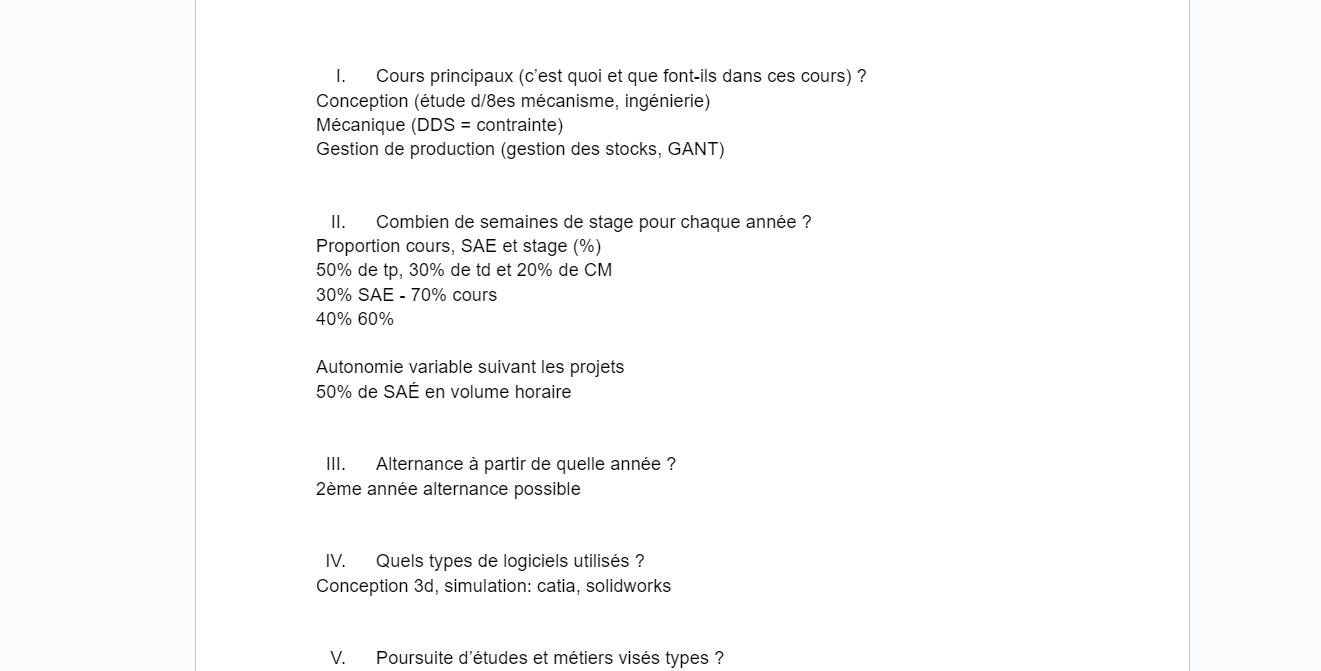 I. Cours principaux (c’est quoi et que font-ils dans ces cours) ?
Conception (étude d/8es mécanisme, ingénierie)
Mécanique (DDS = contrainte)
Gestion de production (gestion des stocks, GANT)
II. Combien de semaines de stage pour chaque année ?
Proportion cours, SAE et stage (%)
50% de tp, 30% de td et 20% de CM
30% SAE - 70% cours
40% 60%
Autonomie variable suivant les projets
50% de SAÉ en volume horaire
III. Alternance à partir de quelle année ?
2ème année alternance possible
IV. Quels types de logiciels utilisés ?
Conception 3d, simulation: catia, solidworks
V. Poursuite d’études et métiers visés types ?